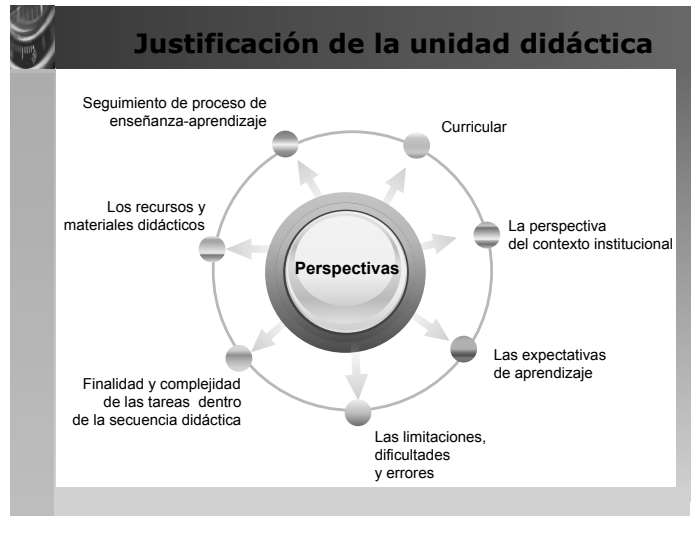 Justificación de la unidad didáctica
Seguimiento de proceso de
enseñanza-aprendizaje
Curricular
Los recursos y
materiales didácticos
La perspectiva
del contexto institucional
Perspectivas
Las expectativas
de aprendizaje
Finalidad y complejidad
de las tareas dentro
de la secuencia didáctica
Las limitaciones,
dificultades
y errores